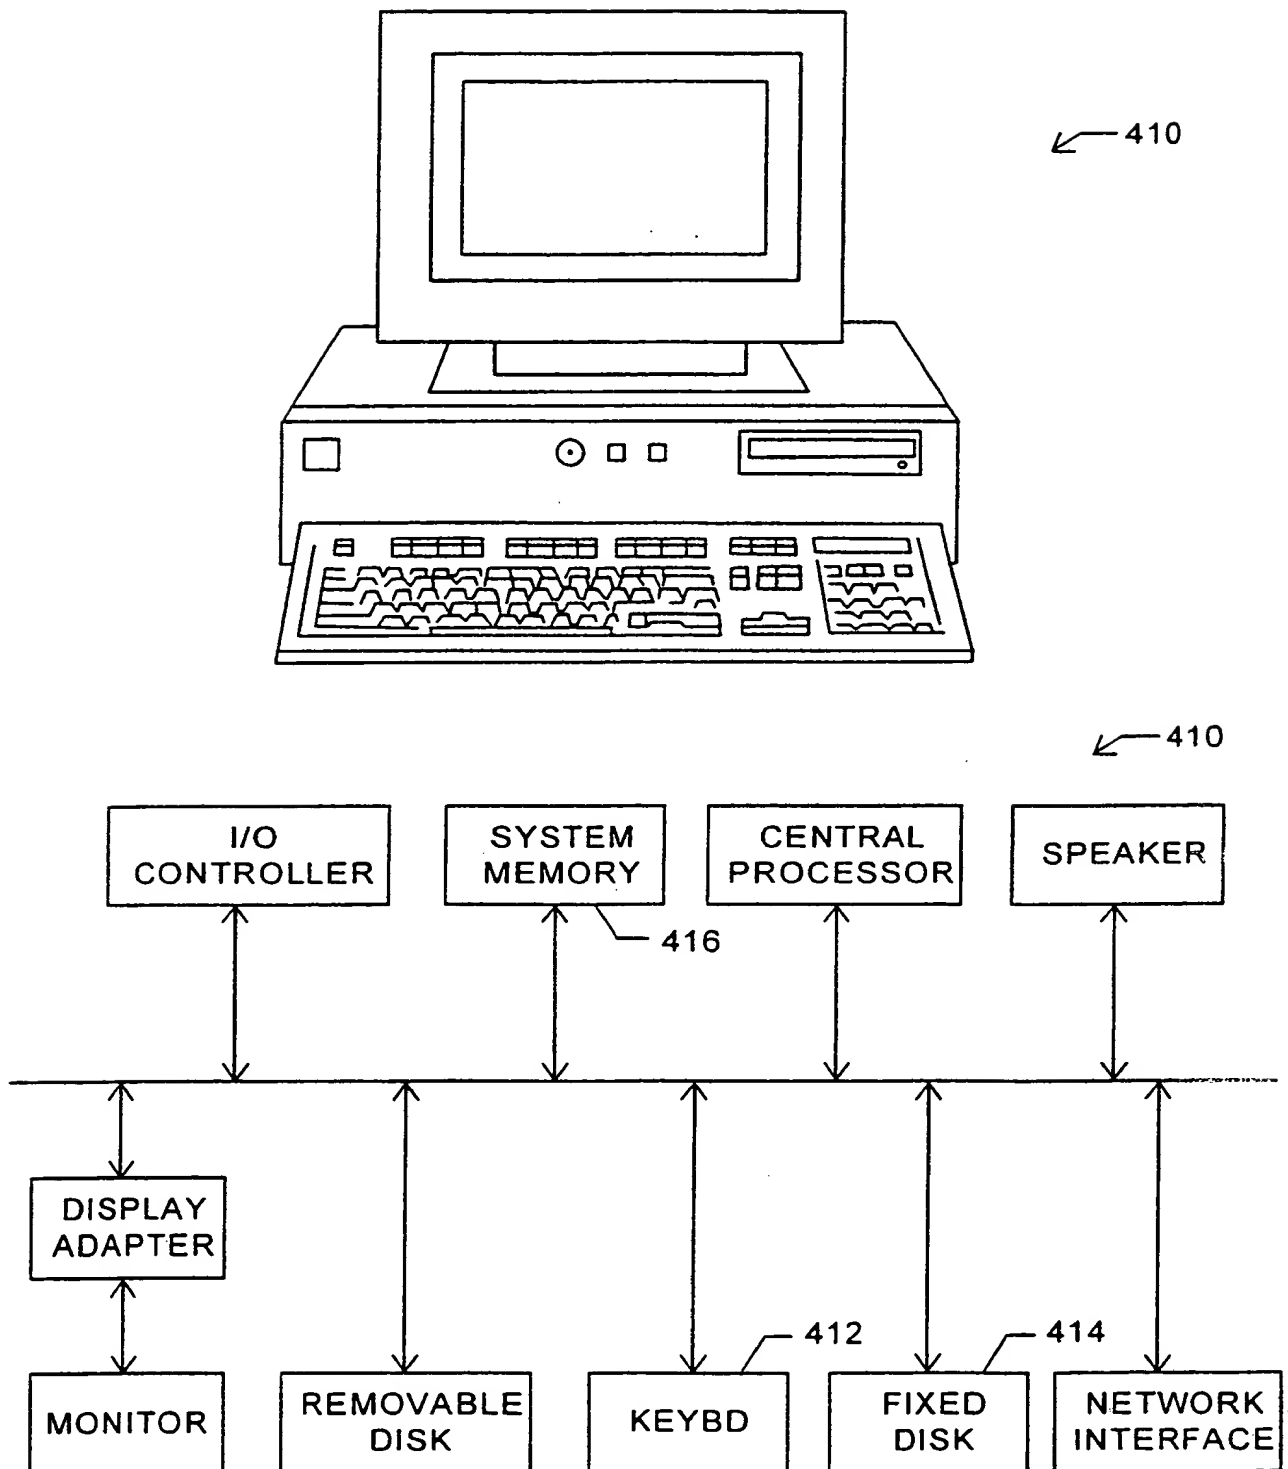 410
410
I/O
CONTROLLER
SYSTEM
MEMORY
CENTRAL
PROCESSOR
SPEAKER
416
DISPLAY
ADAPTER
412
414
MONITOR
REMOVABLE
DISK
KEYBD
FIXED
DISK
NETWORK
INTERFACE